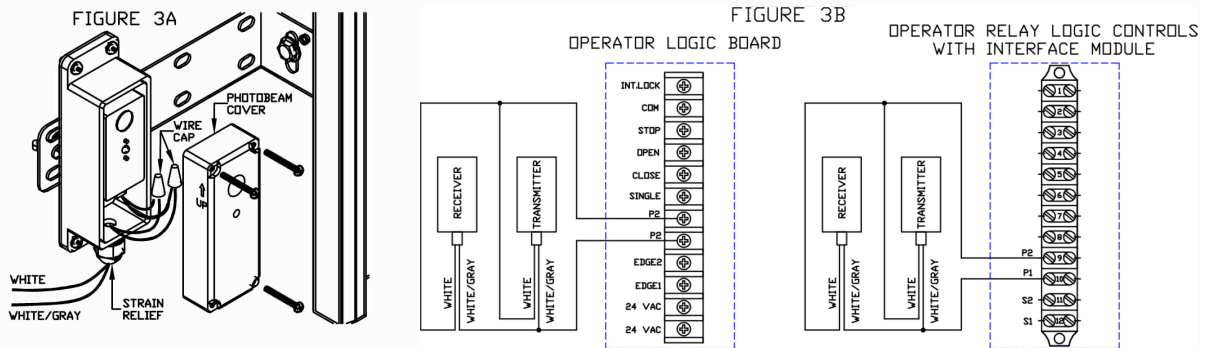 FIGURE 3A
PHOTOBEAM
COVER
WIRE
CAP
UP
WHITE
WHITE/GRAY
STRAIN
RELIEF
FIGURE 3B
OPERATOR LOGIC BOARD
INT.LOCK
COM
STOP
OPEN
CLOSE
SINGLE
P2
P2
EDGE2
EDGE1
24 VAC
24 VAC
RECEIVER
TRANSMITTER
WHITE
WHITE/GRAY
WHITE
WHITE/GRAY
OPERATOR RELAY LOGIC CONTROLS
WITH INTERFACE MODULE
RECEIVER
TRANSMITTER
WHITE
WHITE/GRAY
WHITE
WHITE/GRAY
1
2
3
4
5
6
7
8
P2 9
P1 10
S2 11
S1 12